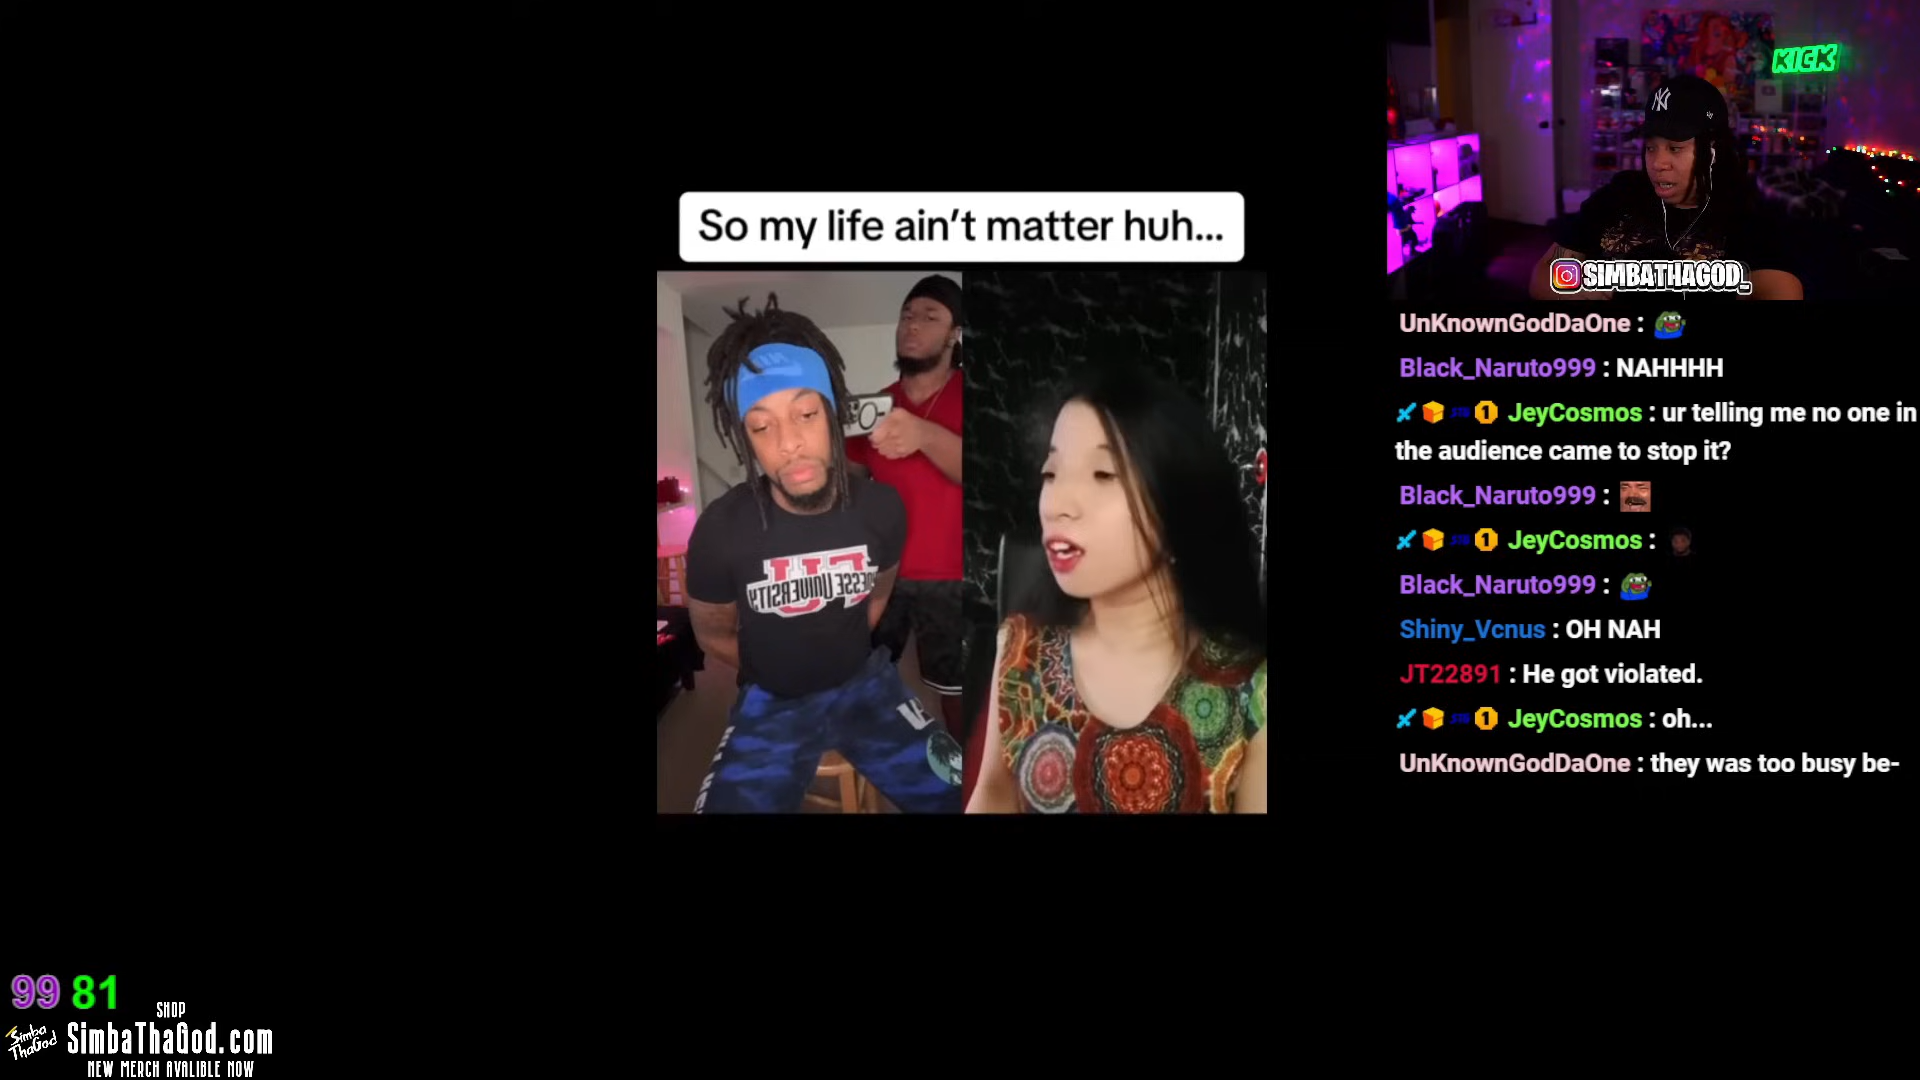 So my life ain't matter huh...
KICK
SIMBATHAGOD_
UnKnownGodDaOne :
Black_Naruto999 : NAHHHH
JeyCosmos : ur telling me no one in
the audience came to stop it?
Black_Naruto999 :
JeyCosmos :
Black_Naruto999 :
Shiny_Vcnus : OH NAH
JT22891 : He got violated.
JeyCosmos : oh...
UnKnownGodDaOne : they was too busy be-
99 81
SHOP
Simba ThaGod
SimbaThaGod.com
NEW MERCH AVALIBLE NOW